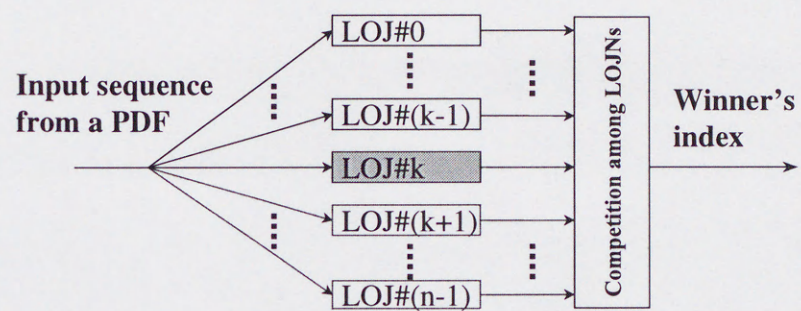 LOJ#0
Input sequence
from a PDF
LOJ#(k-1)
LOJ#k
LOJ#(k+1)
LOJ#(n-1)
Competition among LOJNs
Winner's
index